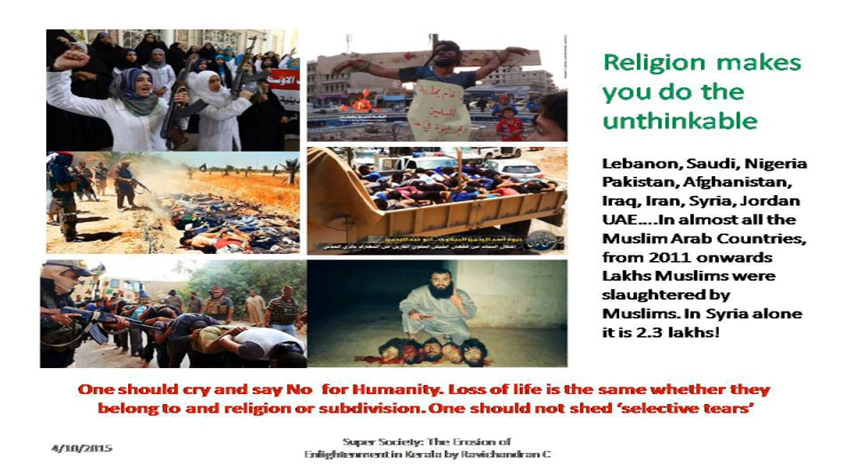 Religion makes
you do the
unthinkable
Lebanon, Saudi, Nigeria
Pakistan, Afghanistan,
Iraq, Iran, Syria, Jordan
UAE....In almost all the
Muslim Arab Countries,
from 2011 onwards
Lakhs Muslims were
slaughtered by
Muslims. In Syria alone
it is 2.3 lakhs!
One should cry and say No for Humanity. Loss of life is the same whether they
belong to and religion or subdivision. One should not shed ‘selective tears’
4/10/2015
Super Society: The Erosion of
Enlightenment in Kerala by Ravichandran C